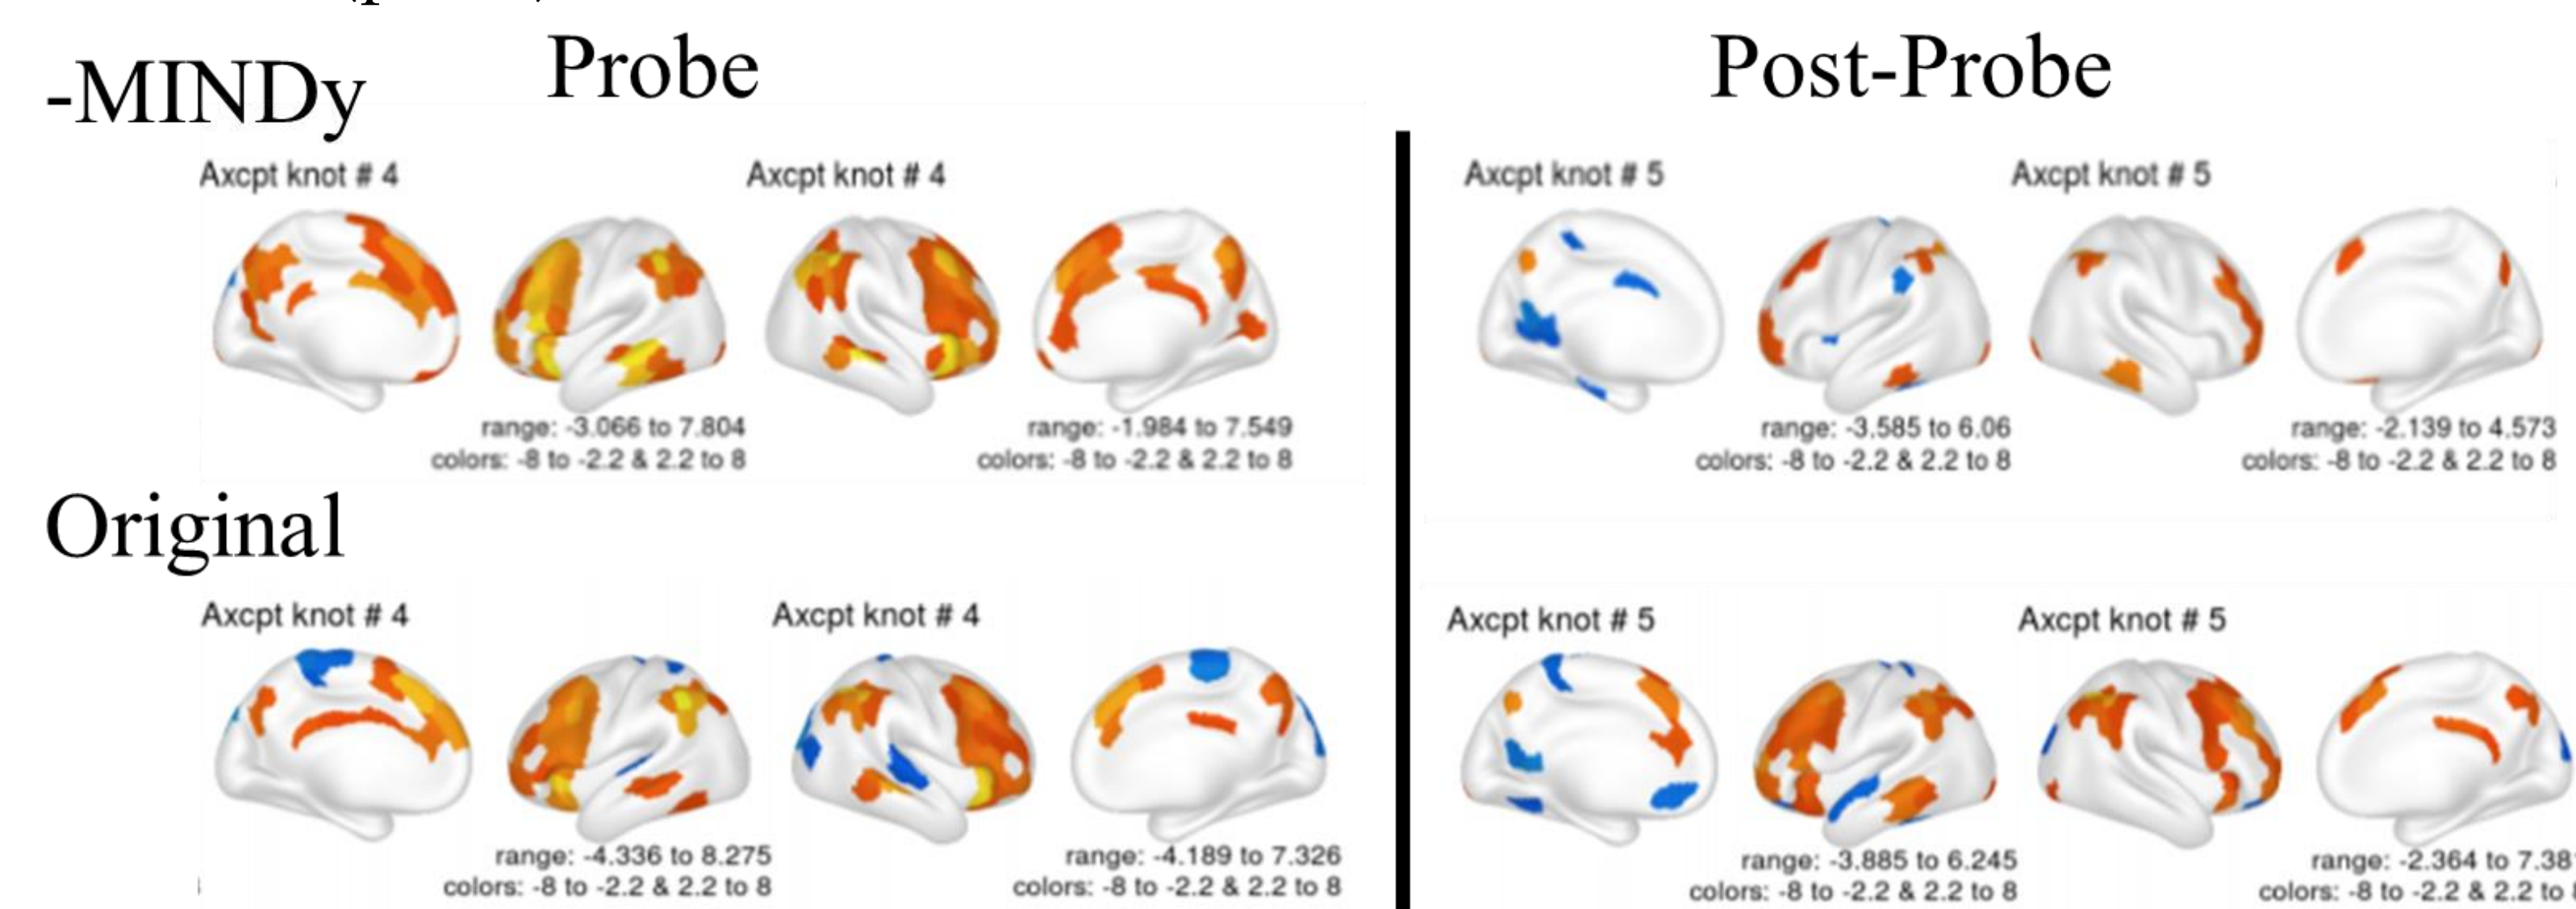 Probe
Post-Probe
-MINDy
Axcpt knot # 4
Axcpt knot # 4
Axcpt knot # 5
Axcpt knot # 5
range: -3.066 to 7.804
colors: -8 to -2.2 & 2.2 to 8
range: -1.984 to 7.549
colors: -8 to -2.2 & 2.2 to 8
range: -3.585 to 6.06
colors: -8 to -2.2 & 2.2 to 8
range: -2.139 to 4.573
colors: -8 to -2.2 & 2.2 to 8
Original
Axcpt knot # 4
Axcpt knot # 4
Axcpt knot # 5
Axcpt knot # 5
range: -4.336 to 8.275
colors: -8 to -2.2 & 2.2 to 8
range: -4.189 to 7.326
colors: -8 to -2.2 & 2.2 to 8
range: -3.885 to 6.245
colors: -8 to -2.2 & 2.2 to 8
range: -2.364 to 7.38
colors: -8 to -2.2 & 2.2 to